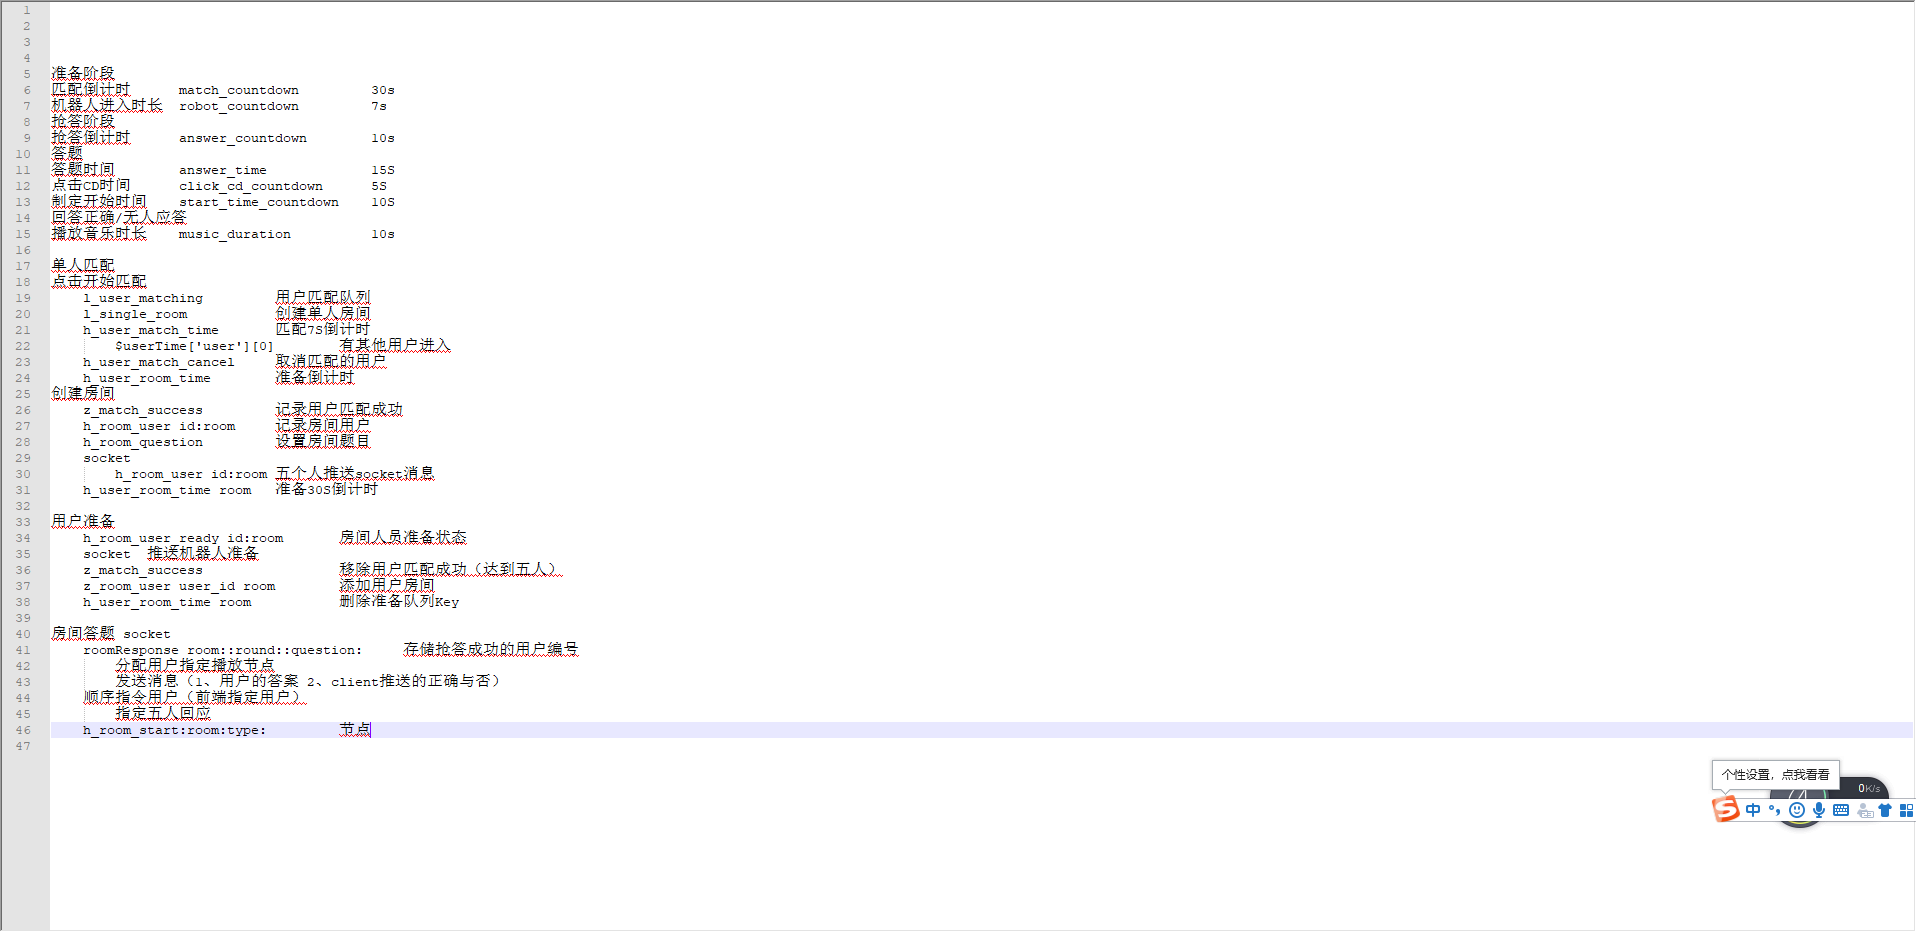 1
2
3
4
5 准备阶段
6 匹配倒计时 match_countdown 30s
7 机器人进入时长 robot_countdown 7s
8 抢答阶段
9 抢答倒计时 answer_countdown 10s
10 答题
11 答题时间 answer_time 15S
12 点击CD时间 click_cd_countdown 5S
13 制定开始时间 start_time_countdown 10S
14 回答正确/无人应答
15 播放音乐时长 music_duration 10s
16
17 单人匹配
18 点击开始匹配
19 l_user_matching 用户匹配队列
20 l_single_room 创建单人房间
21 h_user_match_time 匹配7S倒计时
22 $userTime['user'][0] 有其他用户进入
23 h_user_match_cancel 取消匹配的用户
24 h_user_room_time 准备倒计时
25 创建房间
26 z_match_success 记录用户匹配成功
27 h_room_user id:room 记录房间用户
28 h_room_question 设置房间题目
29 socket
30 h_room_user id:room 五个人推送socket消息
31 h_user_room_time room 准备30S倒计时
32
33 用户准备
34 h_room_user_ready id:room 房间人员准备状态
35 socket 推送机器人准备
36 z_match_success 移除用户匹配成功（达到五人）
37 z_room_user user_id room 添加用户房间
38 h_user_room_time room 删除准备队列Key
39
40 房间答题 socket
41 roomResponse room::round::question: 存储抢答成功的用户编号
42 分配用户指定播放节点
43 发送消息（1、用户的答案 2、client推送的正确与否）
44 顺序指令用户（前端指定用户）
45 指定五人回应
46 h_room_start:room:type: 节点
47
个性设置，点我看看
0K/s
中